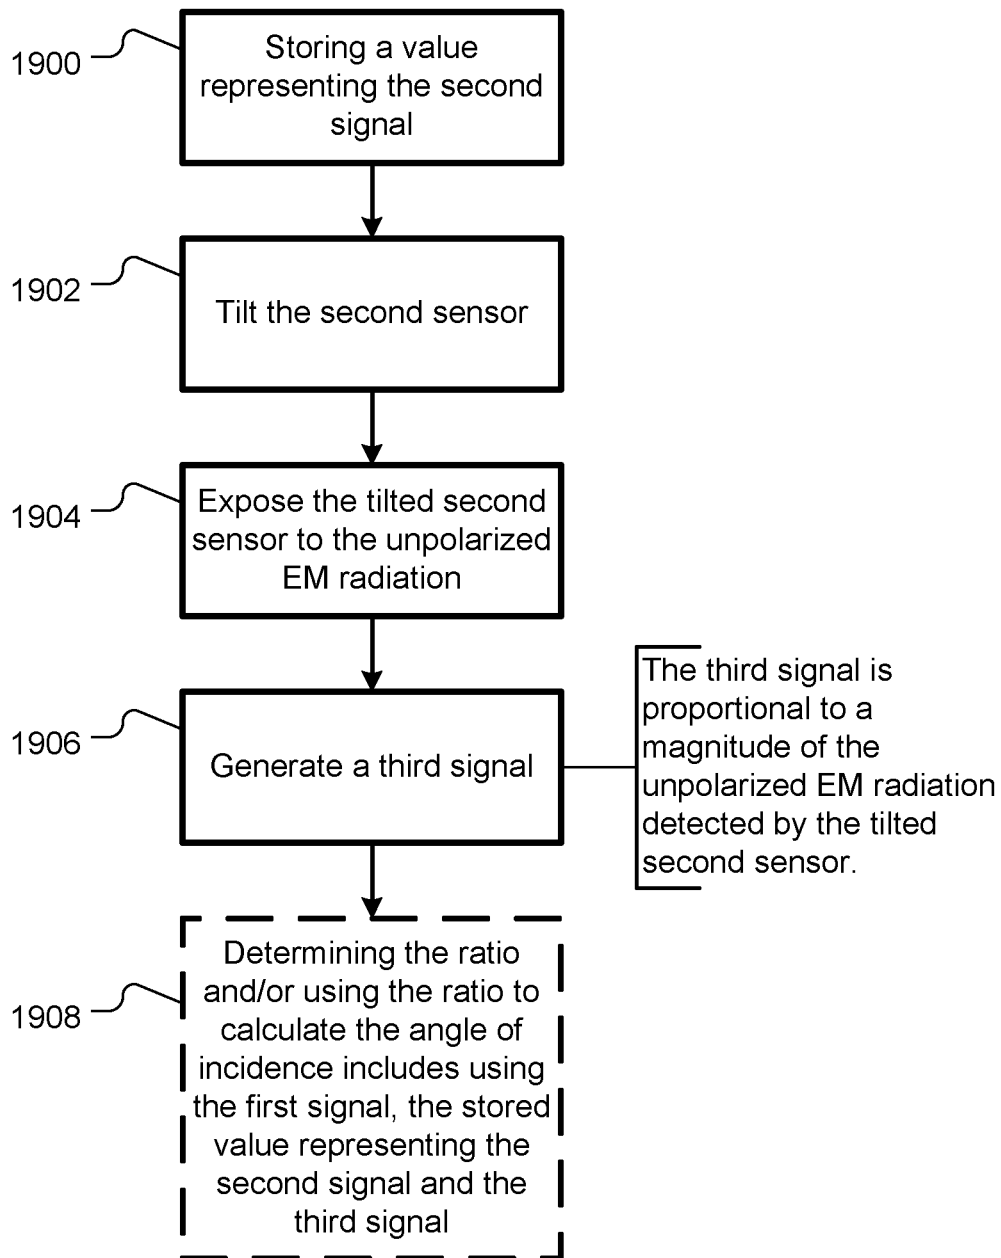 1900
Storing a value
representing the second
signal
1902
Tilt the second sensor
1904
Expose the tilted second
sensor to the unpolarized
EM radiation
1906
Generate a third signal
The third signal is
proportional to a
magnitude of the
unpolarized EM radiation
detected by the tilted
second sensor.
1908
Determining the ratio
and/or using the ratio to
calculate the angle of
incidence includes using
the first signal, the stored
value representing the
second signal and the
third signal